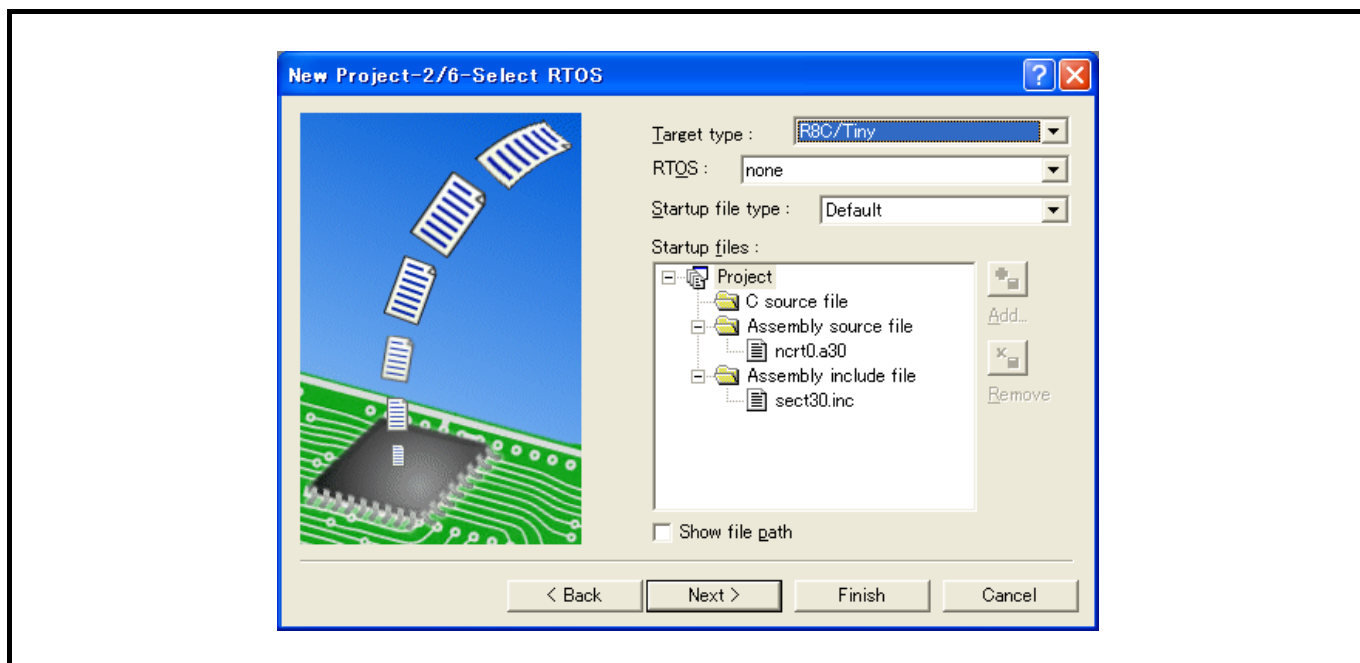 New Project-2/6-Select RTOS
Target type : R8C/Tiny
RTOS : none
Startup file type : Default
Startup files :
Project
C source file
Assembly source file
ncrt0.a30
Assembly include file
sect30.inc
Add...
Remove
Show file path
< Back Next > Finish Cancel